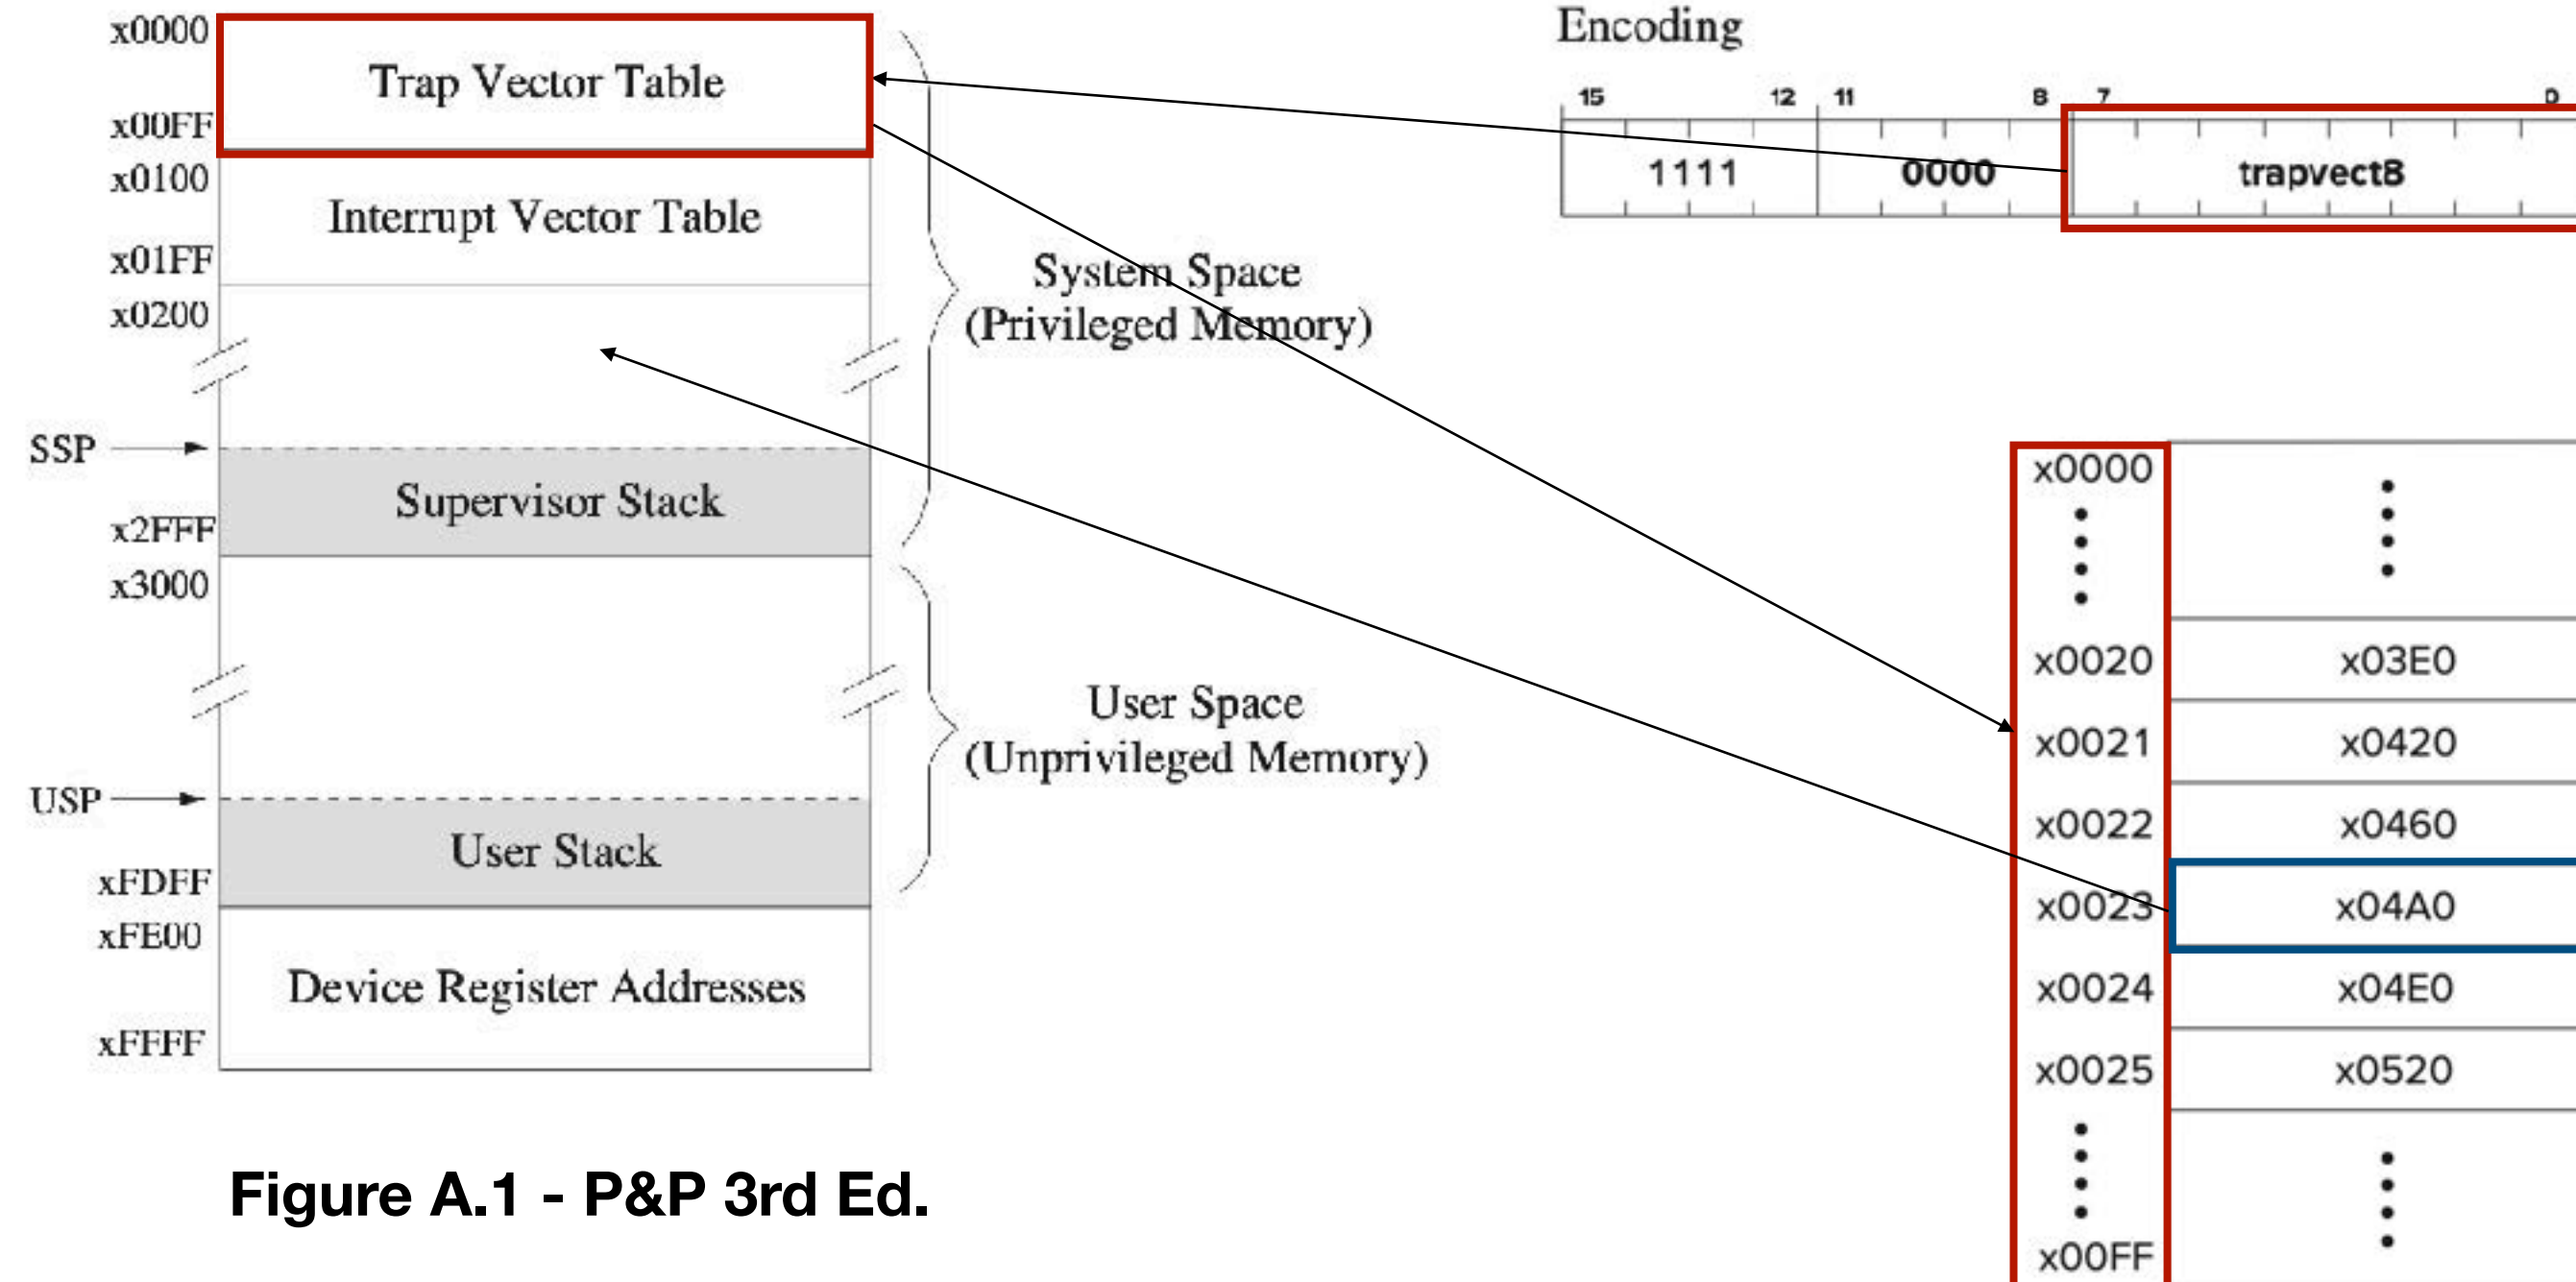 x0000
Trap Vector Table
x00FF
x0100
Interrupt Vector Table
x01FF
x0200
System Space
(Privileged Memory)
SSP
Supervisor Stack
x2FFF
x3000
User Space
(Unprivileged Memory)
USP
User Stack
xFDFF
xFE00
Device Register Addresses
xFFFF
Figure A.1 - P&P 3rd Ed.
Encoding
15 12 11 8 7 0
1111 0000 trapvect8
x0000
x0020 x03E0
x0021 x0420
x0022 x0460
x0023 x04A0
x0024 x04E0
x0025 x0520
x00FF